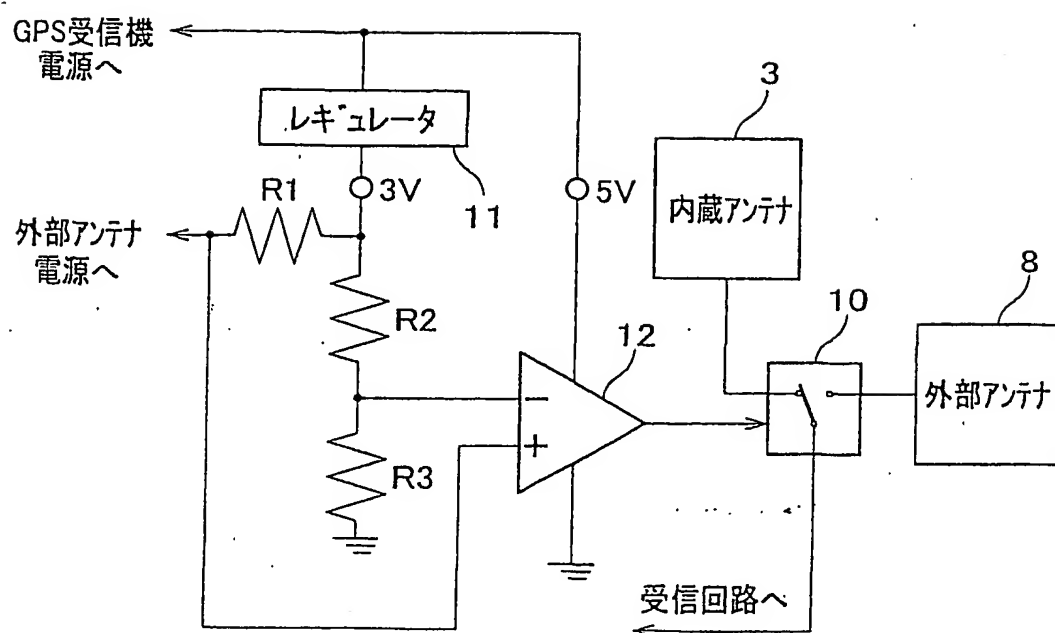 GPS受信機
電源へ
レギュレータ
R1
3V
11
5V
3
内蔵アンテナ
外部アンテナ
電源へ
R2
8
10
12
外部アンテナ
−
+
R3
受信回路へ